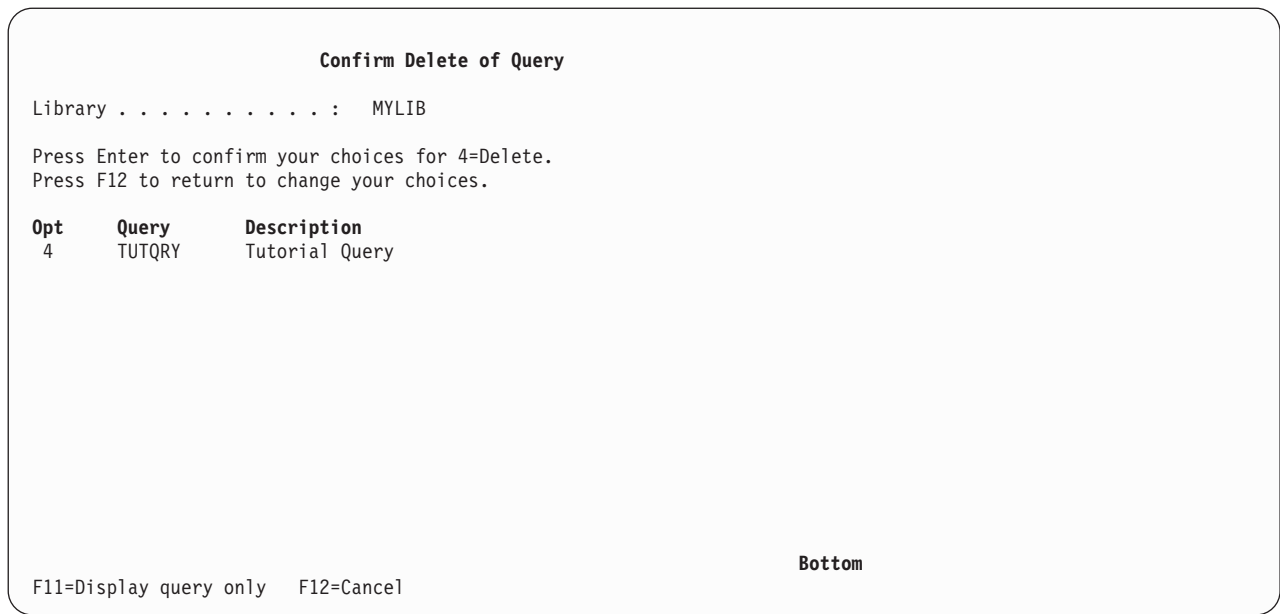 Confirm Delete of Query
Library . . . . . . . . . . :   MYLIB
Press Enter to confirm your choices for 4=Delete.
Press F12 to return to change your choices.
Opt   Query   Description
4   TUTQRY   Tutorial Query
Bottom
F11=Display query only   F12=Cancel